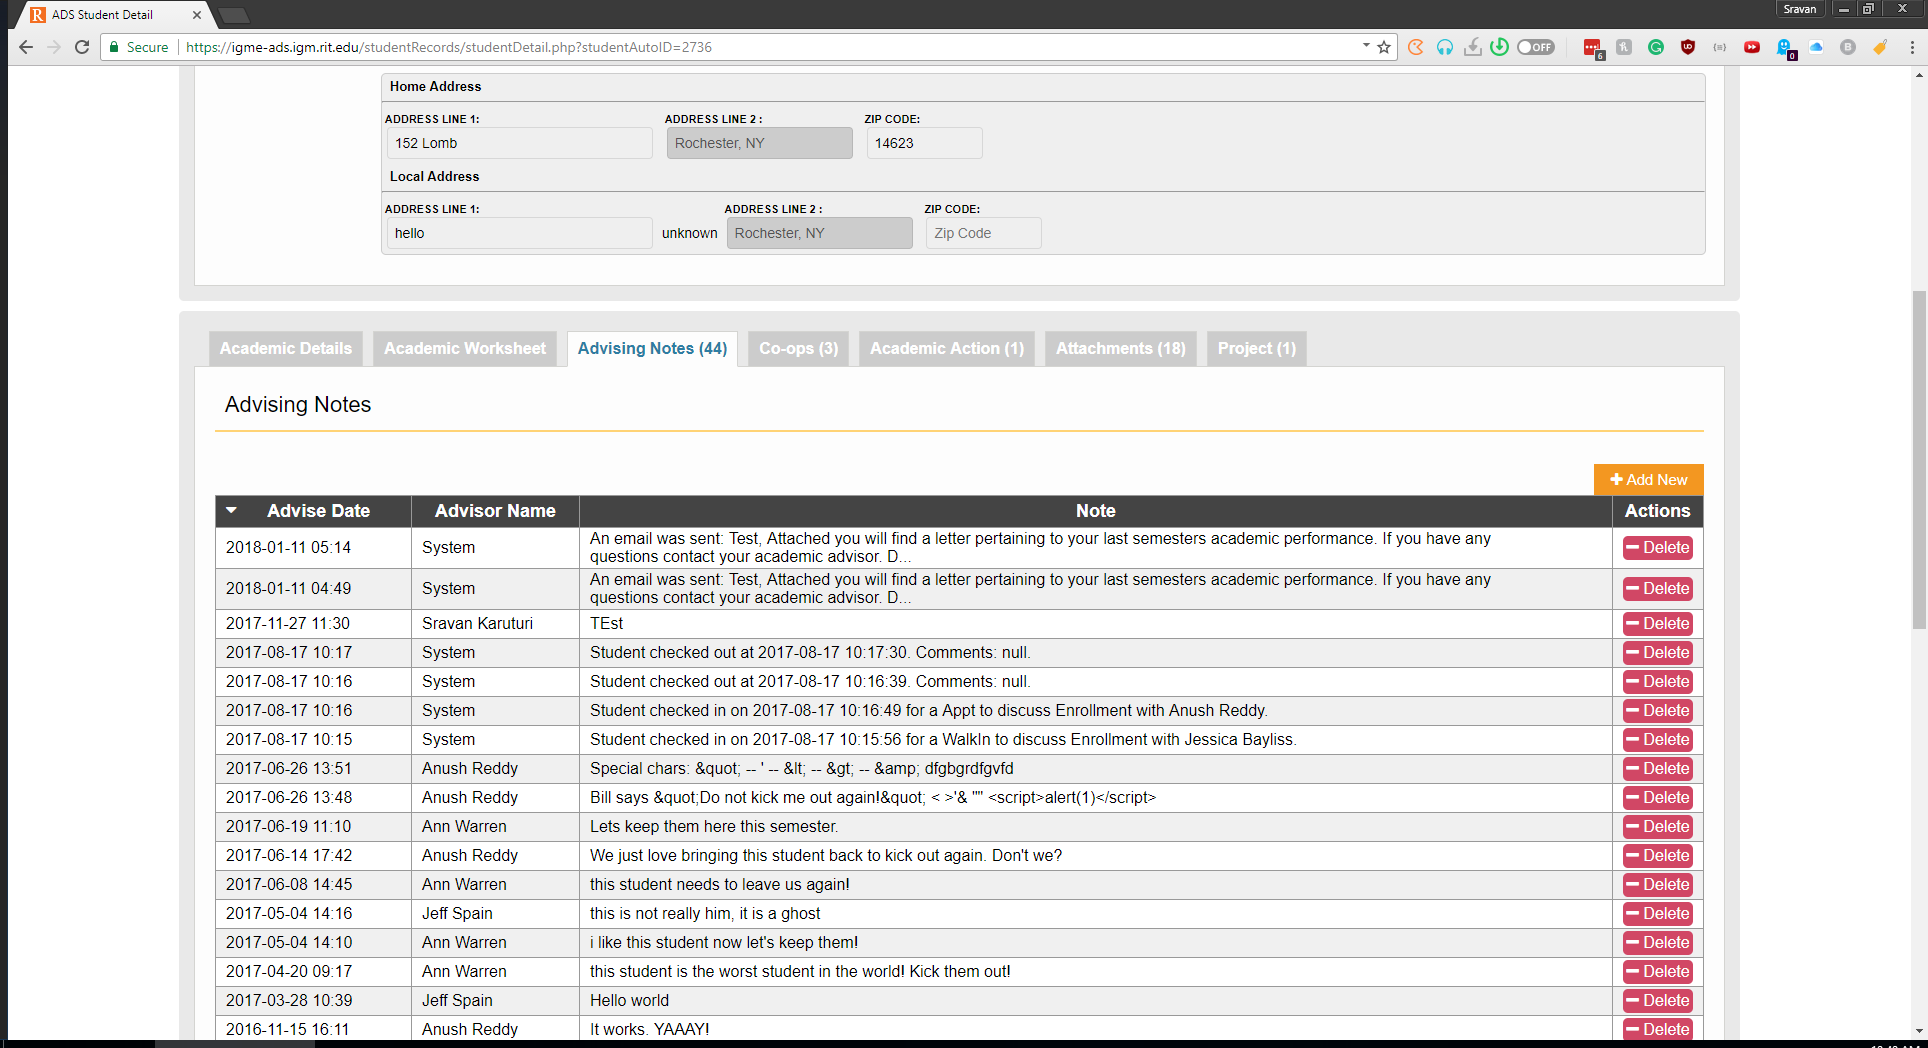 ADS Student Detail
Sravan
Secure https://igme-ads.igm.rit.edu/studentRecords/studentDetail.php?studentAutoID=2736
OFF
6
0
Home Address
ADDRESS LINE 1: ADDRESS LINE 2 : ZIP CODE:
152 Lomb Rochester, NY 14623
Local Address
ADDRESS LINE 1: ADDRESS LINE 2 : ZIP CODE:
hello unknown Rochester, NY Zip Code
Academic Details Academic Worksheet Advising Notes (44) Co-ops (3) Academic Action (1) Attachments (18) Project (1)
Advising Notes
Add New
Advise Date Advisor Name Note Actions
2018-01-11 05:14 System An email was sent: Test, Attached you will find a letter pertaining to your last semesters academic performance. If you have any
questions contact your academic advisor. D... Delete
2018-01-11 04:49 System An email was sent: Test, Attached you will find a letter pertaining to your last semesters academic performance. If you have any
questions contact your academic advisor. D... Delete
2017-11-27 11:30 Sravan Karuturi TEst Delete
2017-08-17 10:17 System Student checked out at 2017-08-17 10:17:30. Comments: null. Delete
2017-08-17 10:16 System Student checked out at 2017-08-17 10:16:39. Comments: null. Delete
2017-08-17 10:16 System Student checked in on 2017-08-17 10:16:49 for a Appt to discuss Enrollment with Anush Reddy. Delete
2017-08-17 10:15 System Student checked in on 2017-08-17 10:15:56 for a WalkIn to discuss Enrollment with Jessica Bayliss. Delete
2017-06-26 13:51 Anush Reddy Special chars: &quot; -- ' -- &lt; -- &gt; -- &amp; dfgbgrdfgvfd Delete
2017-06-26 13:48 Anush Reddy Bill says &quot;Do not kick me out again!&quot; < >'& "" <script>alert(1)</script> Delete
2017-06-19 11:10 Ann Warren Lets keep them here this semester. Delete
2017-06-14 17:42 Anush Reddy We just love bringing this student back to kick out again. Don't we? Delete
2017-06-08 14:45 Ann Warren this student needs to leave us again! Delete
2017-05-04 14:16 Jeff Spain this is not really him, it is a ghost Delete
2017-05-04 14:10 Ann Warren i like this student now let's keep them! Delete
2017-04-20 09:17 Ann Warren this student is the worst student in the world! Kick them out! Delete
2017-03-28 10:39 Jeff Spain Hello world Delete
2016-11-15 16:11 Anush Reddy It works. YAAAY! Delete